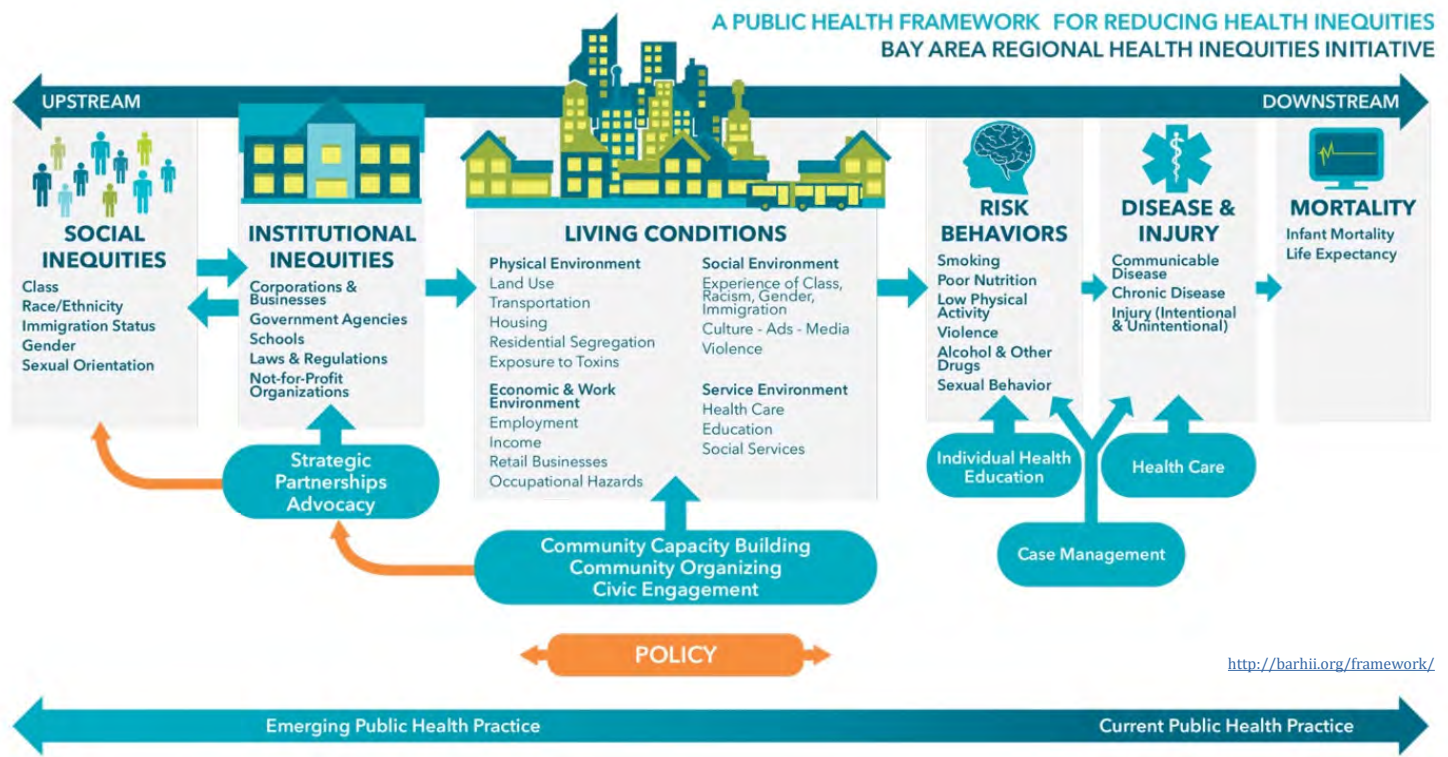 A PUBLIC HEALTH FRAMEWORK FOR REDUCING HEALTH INEQUITIES
BAY AREA REGIONAL HEALTH INEQUITIES INITIATIVE
UPSTREAM
DOWNSTREAM
SOCIAL
INEQUITIES
Class
Race/Ethnicity
Immigration Status
Gender
Sexual Orientation
INSTITUTIONAL
INEQUITIES
Corporations &
Businesses
Government Agencies
Schools
Laws & Regulations
Not-for-Profit
Organizations
LIVING CONDITIONS
Physical Environment
Land Use
Transportation
Housing
Residential Segregation
Exposure to Toxins
Economic & Work
Environment
Employment
Income
Retail Businesses
Occupational Hazards
Social Environment
Experience of Class,
Racism, Gender,
Immigration
Culture - Ads - Media
Violence
Service Environment
Health Care
Education
Social Services
RISK
BEHAVIORS
Smoking
Poor Nutrition
Low Physical
Activity
Violence
Alcohol & Other
Drugs
Sexual Behavior
DISEASE &
INJURY
Communicable
Disease
Chronic Disease
Injury (Intentional
& Unintentional)
MORTALITY
Infant Mortality
Life Expectancy
Strategic
Partnerships
Advocacy
Community Capacity Building
Community Organizing
Civic Engagement
Individual Health
Education
Health Care
Case Management
POLICY
http://barhii.org/framework/
Emerging Public Health Practice
Current Public Health Practice